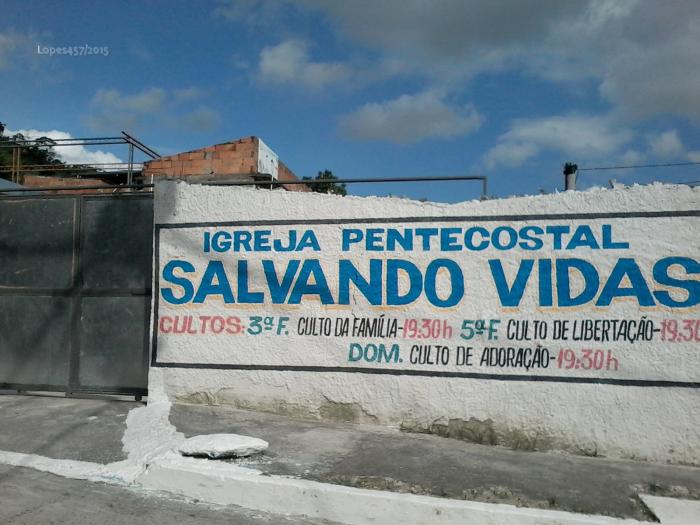 Lopes457/2015
IGREJA PENTECOSTAL
SALVANDO VIDAS
CULTOS: 3ª F. CULTO DA FAMÍLIA-19:30h 5ª F. CULTO DE LIBERTAÇÃO-19:30
DOM. CULTO DE ADORAÇÃO-19:30h